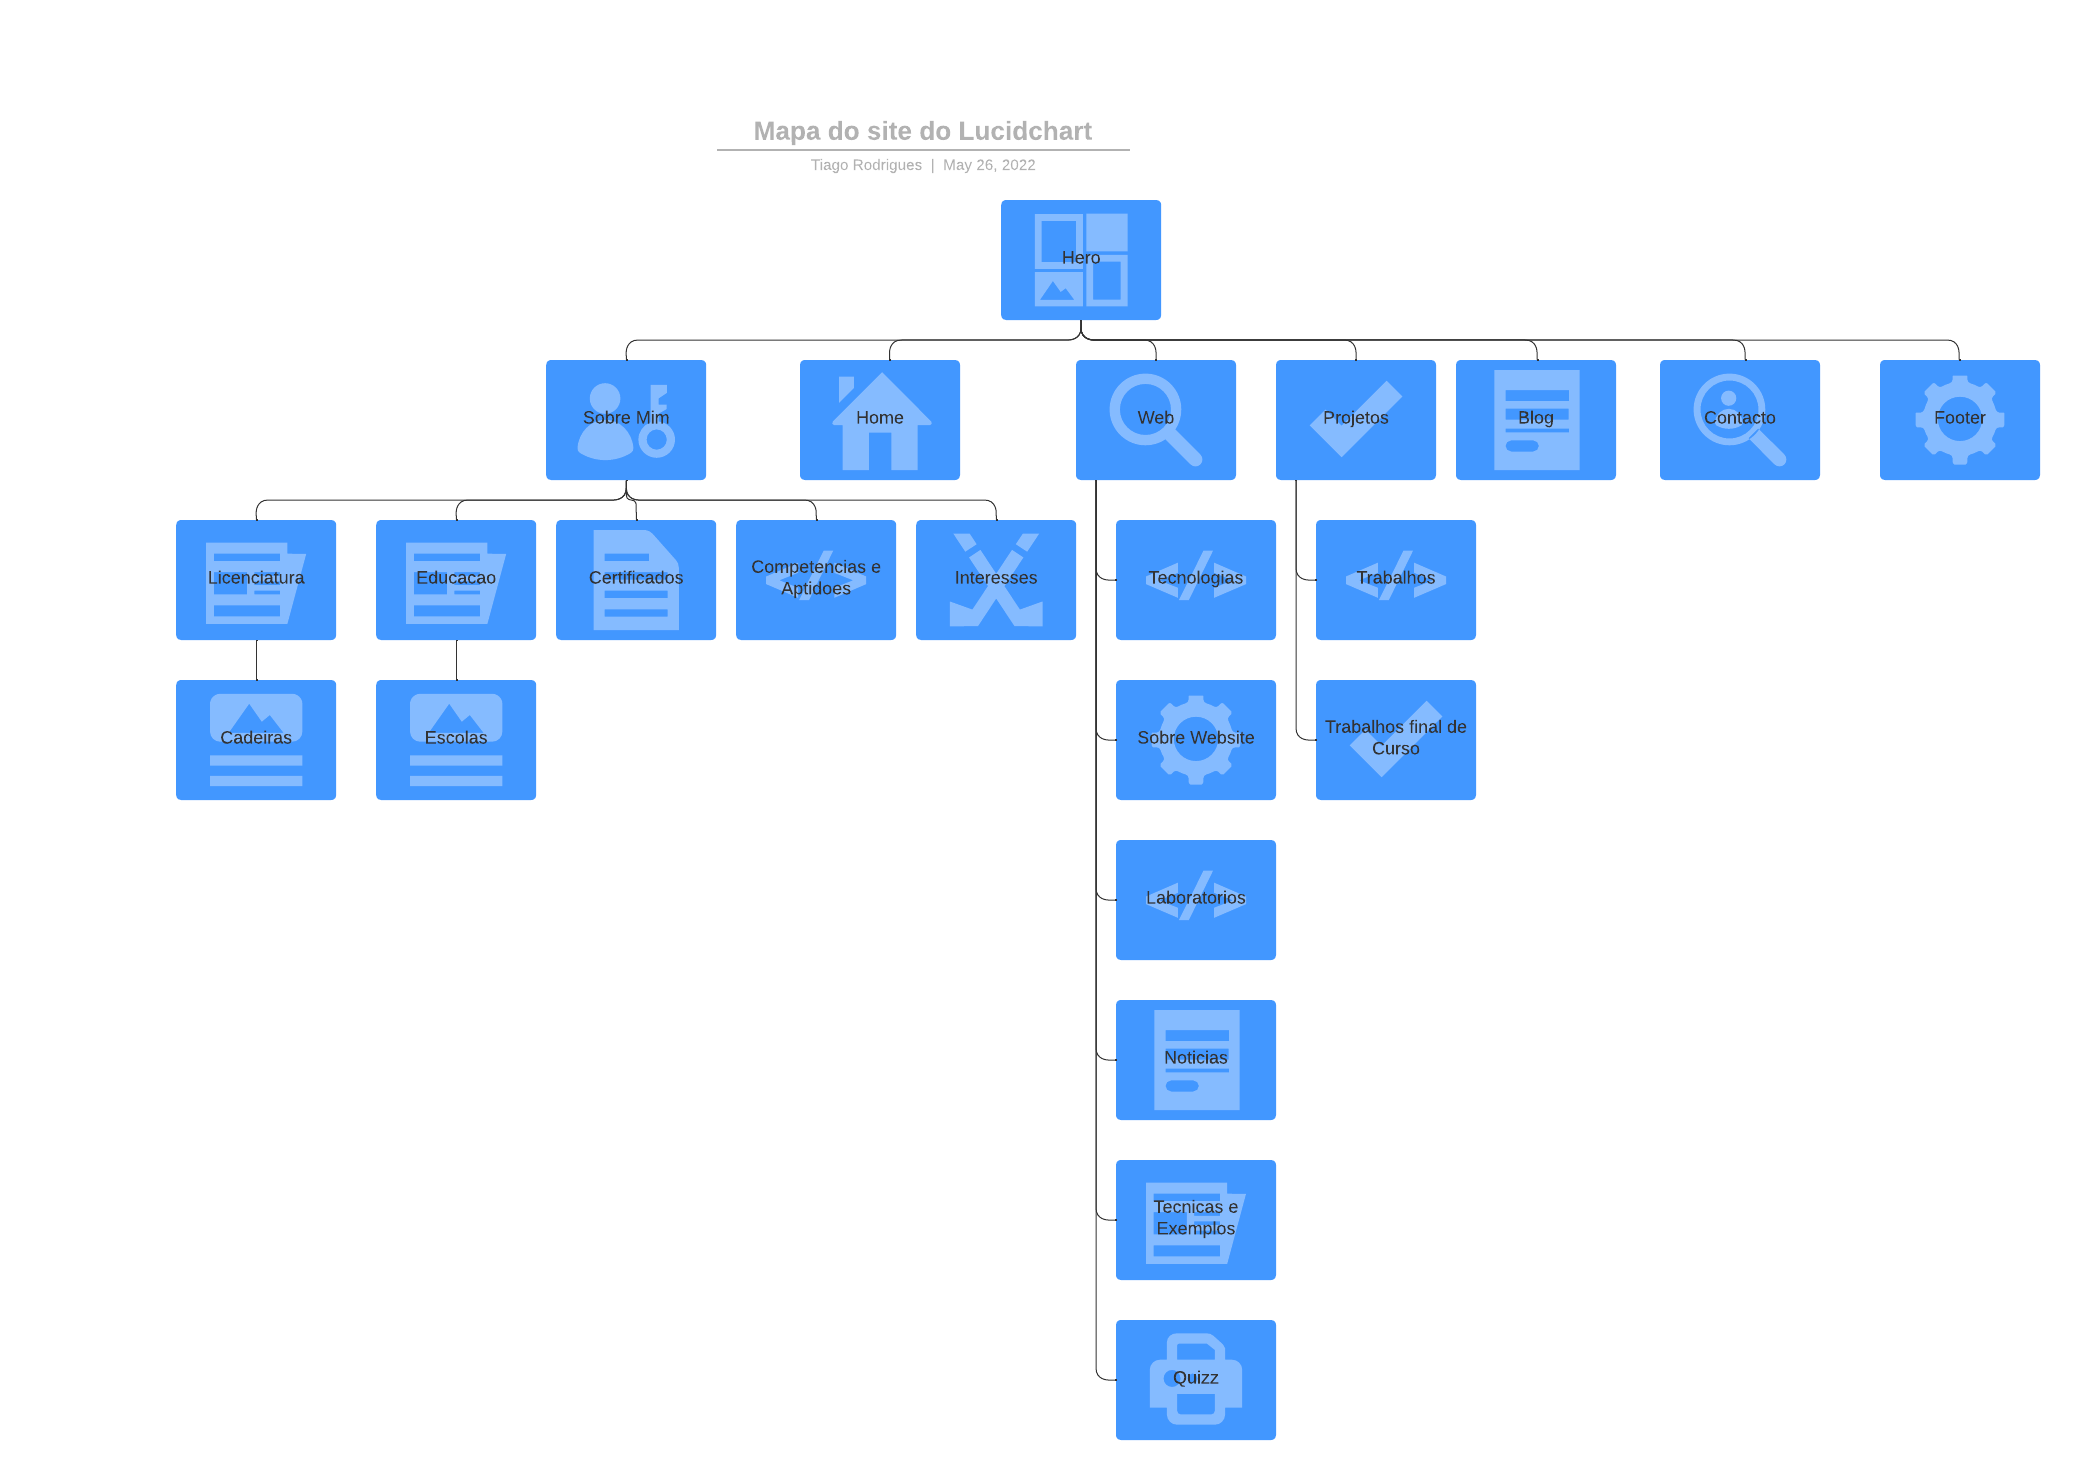 Mapa do site do Lucidchart
Tiago Rodrigues | May 26, 2022
Hero
Sobre Mim
Home
Web
Projetos
Blog
Contacto
Footer
Licenciatura
Educacao
Certificados
Competencias e
Aptidoes
Interesses
Tecnologias
Trabalhos
Cadeiras
Escolas
Sobre Website
Trabalhos final de
Curso
Laboratorios
Noticias
Tecnicas e
Exemplos
Quizz